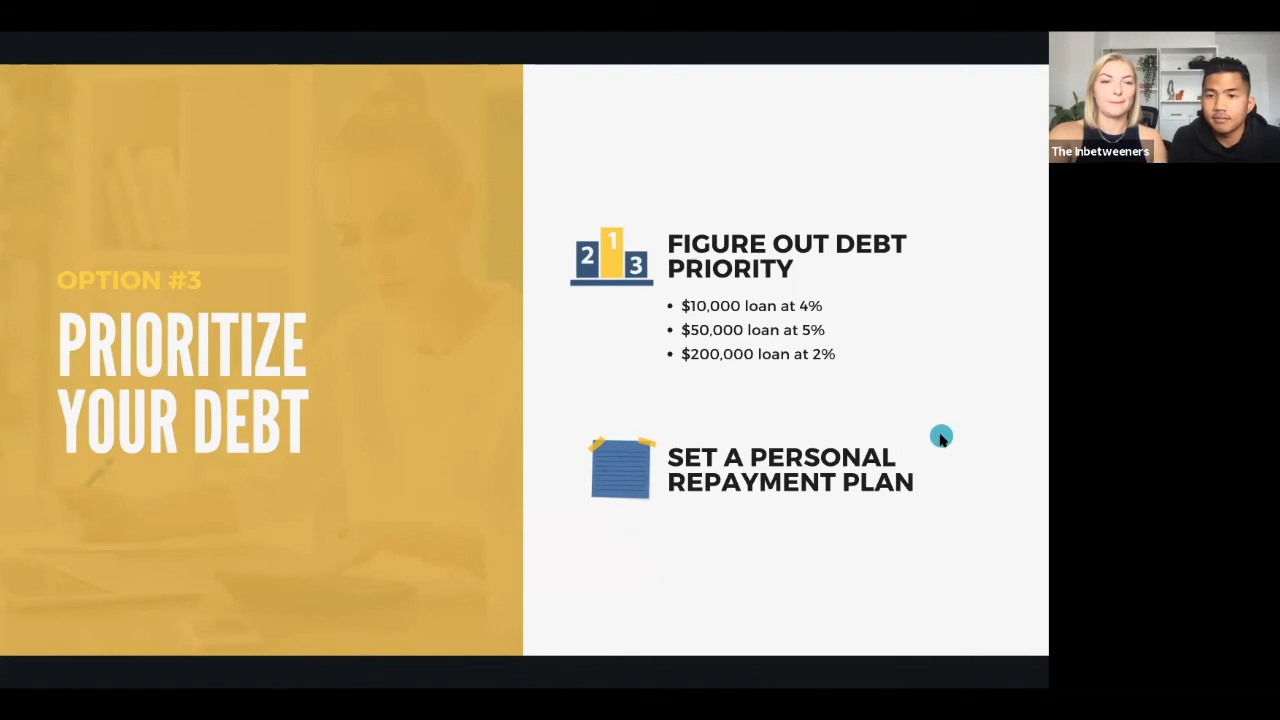 OPTION #3
PRIORITIZE
YOUR DEBT
2
1
3
FIGURE OUT DEBT
PRIORITY
• $10,000 loan at 4%
• $50,000 loan at 5%
• $200,000 loan at 2%
SET A PERSONAL
REPAYMENT PLAN
The Inbetweeners